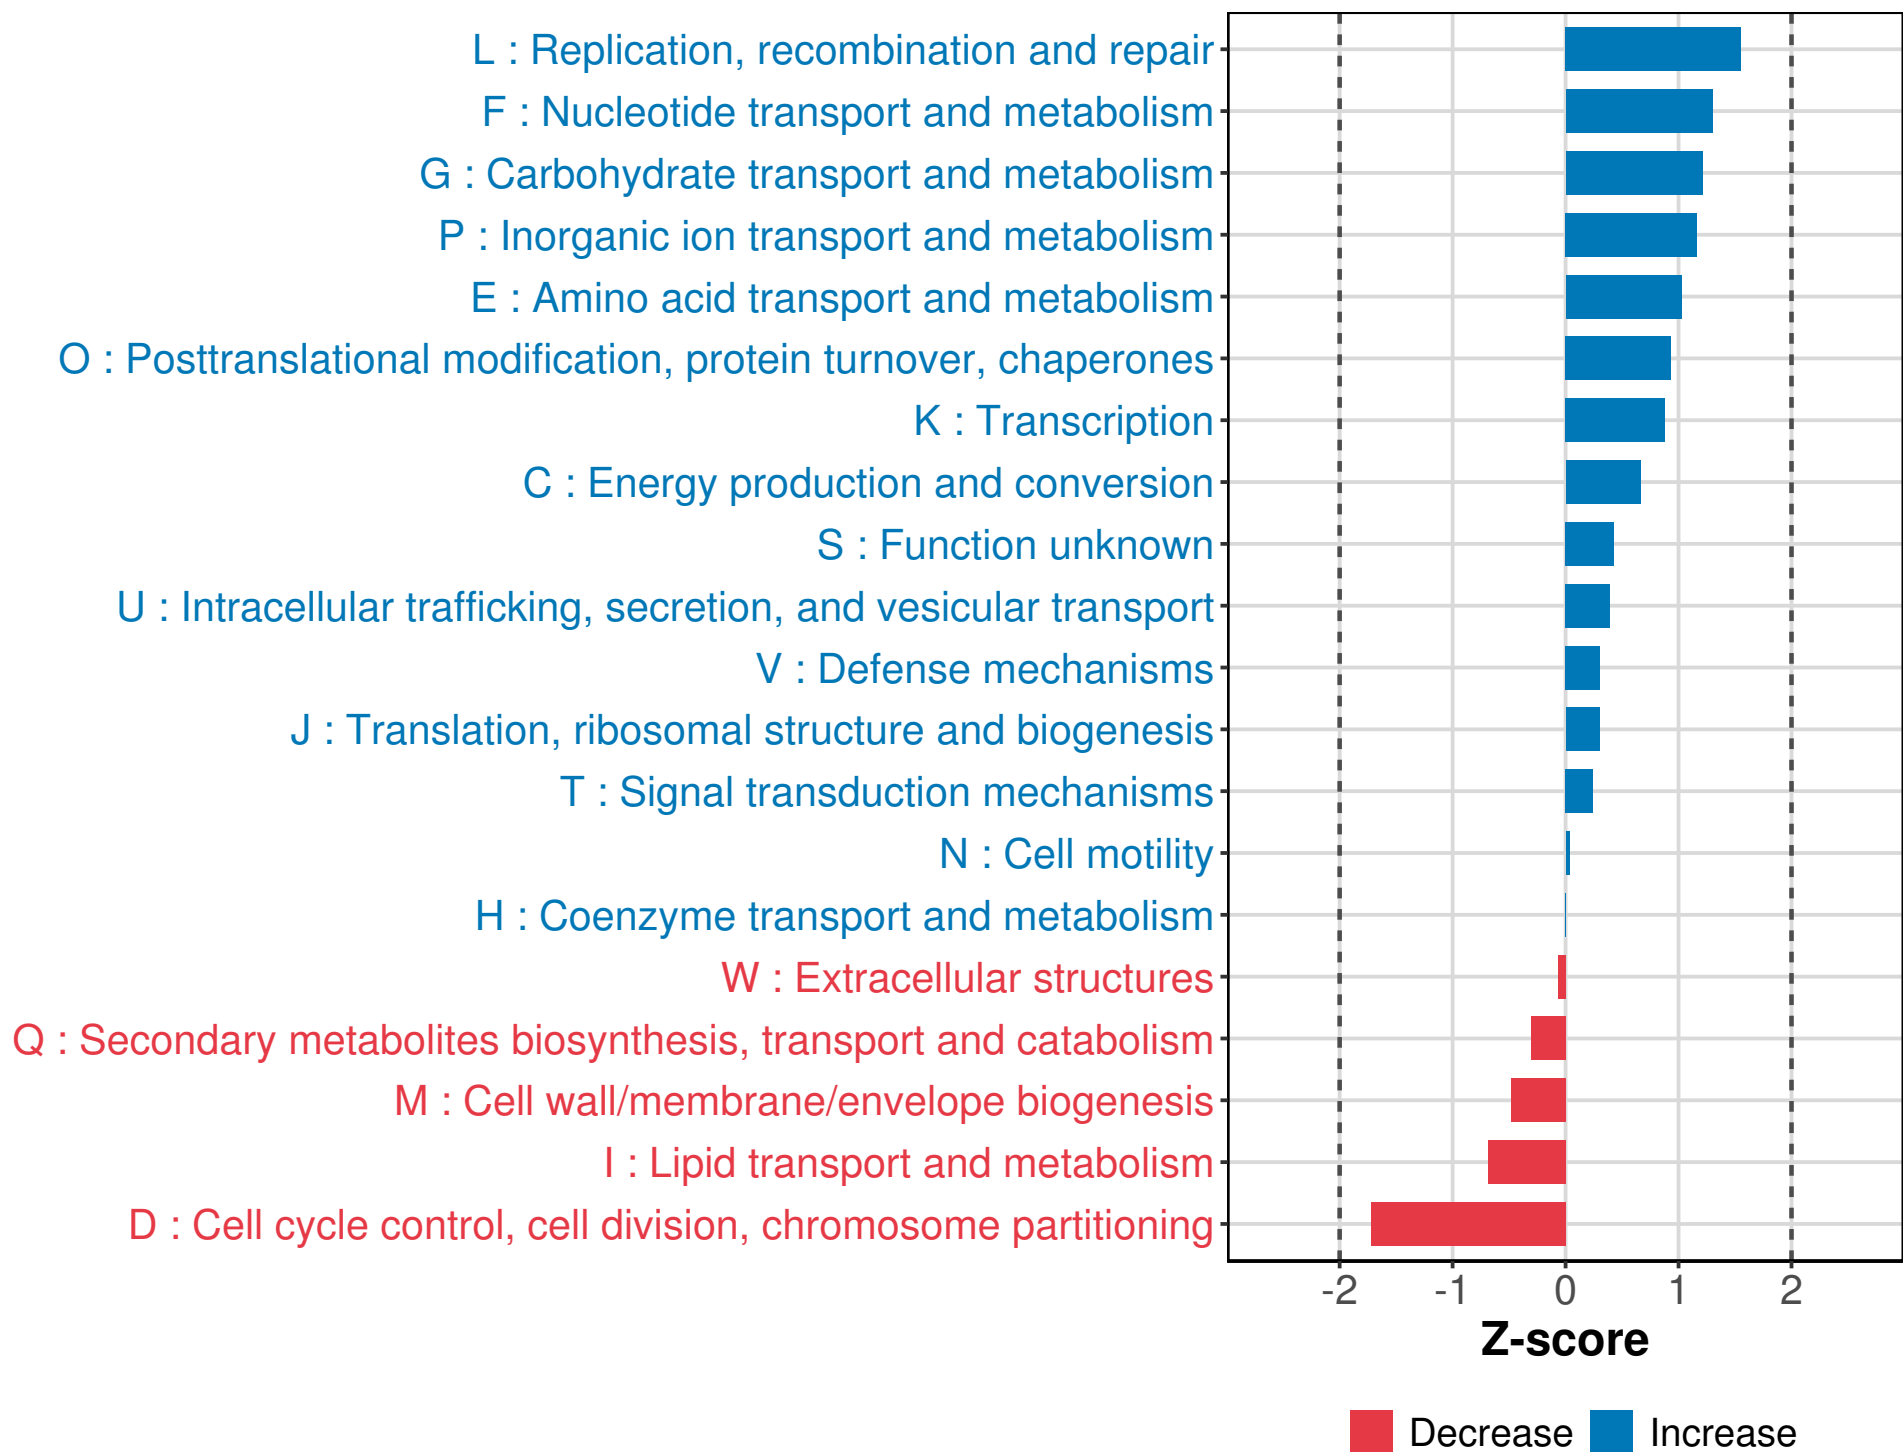 L : Replication, recombination and repair
F : Nucleotide transport and metabolism
G : Carbohydrate transport and metabolism
P : Inorganic ion transport and metabolism
E : Amino acid transport and metabolism
O : Posttranslational modification, protein turnover, chaperones
K : Transcription
C : Energy production and conversion
S : Function unknown
U : Intracellular trafficking, secretion, and vesicular transport
V : Defense mechanisms
J : Translation, ribosomal structure and biogenesis
T : Signal transduction mechanisms
N : Cell motility
H : Coenzyme transport and metabolism
W : Extracellular structures
Q : Secondary metabolites biosynthesis, transport and catabolism
M : Cell wall/membrane/envelope biogenesis
I : Lipid transport and metabolism
D : Cell cycle control, cell division, chromosome partitioning
-2 -1 0 1 2
Z-score
Decrease Increase